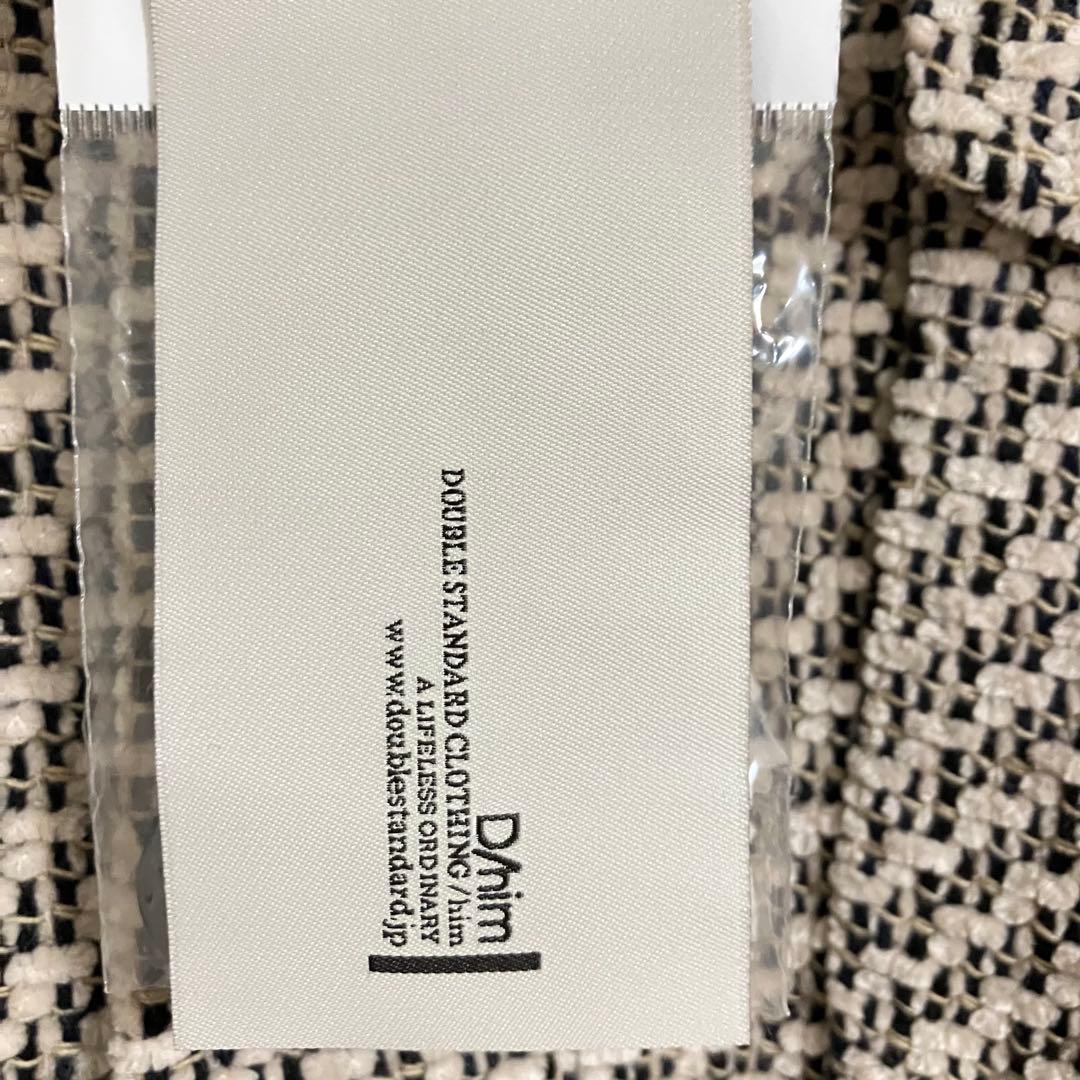 D/him
DOUBLE STANDARD CLOTHING / him
A LIFELESS ORDINARY
www.doublestandard.jp